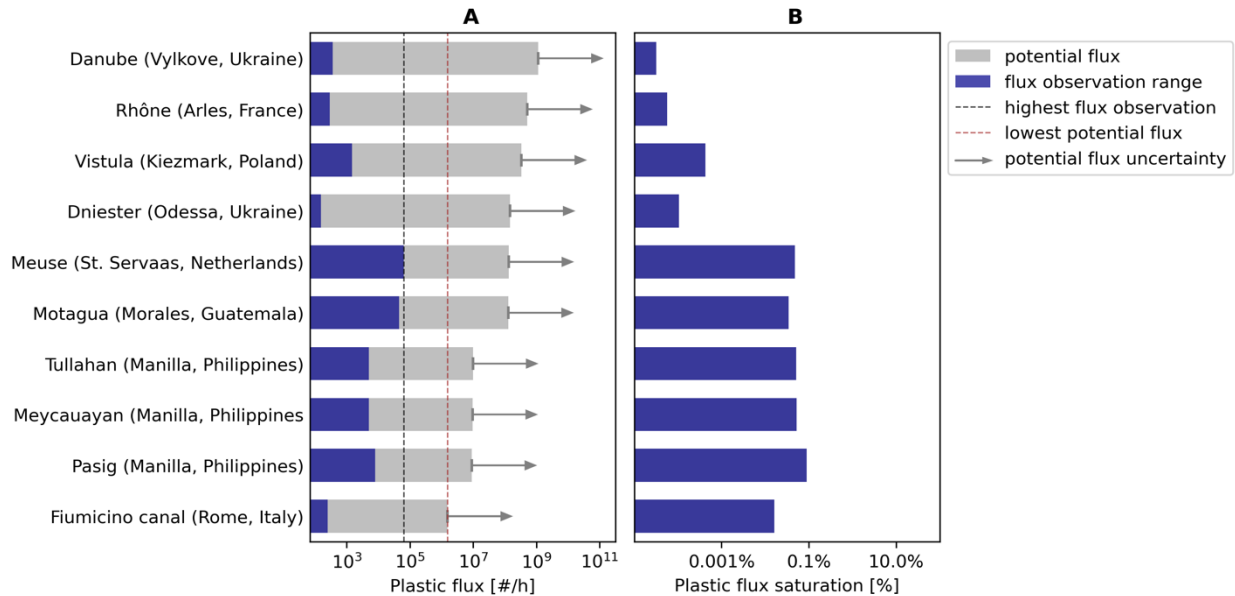 A
B
Danube (Vylkove, Ukraine)
Rhône (Arles, France)
Vistula (Kiezmark, Poland)
Dniester (Odessa, Ukraine)
Meuse (St. Servaas, Netherlands)
Motagua (Morales, Guatemala)
Tullahan (Manilla, Philippines)
Meycauayan (Manilla, Philippines
Pasig (Manilla, Philippines)
Fiumicino canal (Rome, Italy)
10³
10⁵
10⁷
10⁹
10¹¹
Plastic flux [#/h]
0.001%
0.1%
10.0%
Plastic flux saturation [%]
potential flux
flux observation range
highest flux observation
lowest potential flux
potential flux uncertainty